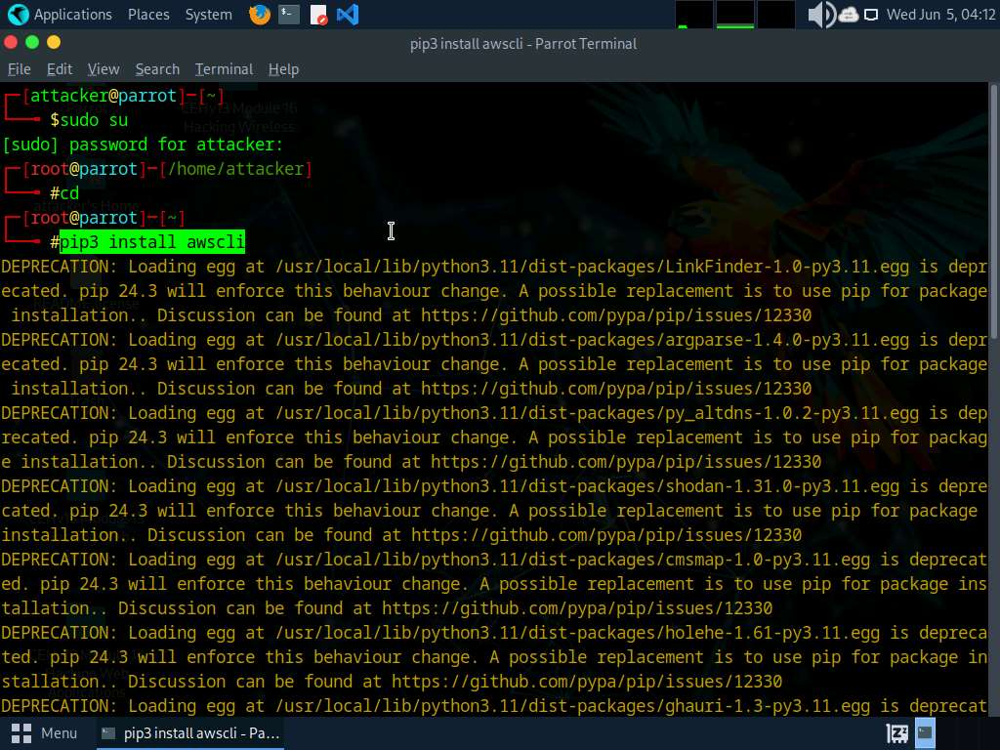 Applications Places System Wed Jun 5, 04:12
pip3 install awscli - Parrot Terminal
File Edit View Search Terminal Help
[attacker@parrot]─[~]
$sudo su
[sudo] password for attacker:
[root@parrot]─[/home/attacker]
#cd
[root@parrot]─[~]
#pip3 install awscli
DEPRECATION: Loading egg at /usr/local/lib/python3.11/dist-packages/LinkFinder-1.0-py3.11.egg is depr
ecated. pip 24.3 will enforce this behaviour change. A possible replacement is to use pip for package
installation.. Discussion can be found at https://github.com/pypa/pip/issues/12330
DEPRECATION: Loading egg at /usr/local/lib/python3.11/dist-packages/argparse-1.4.0-py3.11.egg is depr
ecated. pip 24.3 will enforce this behaviour change. A possible replacement is to use pip for package
installation.. Discussion can be found at https://github.com/pypa/pip/issues/12330
DEPRECATION: Loading egg at /usr/local/lib/python3.11/dist-packages/py_altdns-1.0.2-py3.11.egg is dep
recated. pip 24.3 will enforce this behaviour change. A possible replacement is to use pip for packag
e installation.. Discussion can be found at https://github.com/pypa/pip/issues/12330
DEPRECATION: Loading egg at /usr/local/lib/python3.11/dist-packages/shodan-1.31.0-py3.11.egg is depre
cated. pip 24.3 will enforce this behaviour change. A possible replacement is to use pip for package
installation.. Discussion can be found at https://github.com/pypa/pip/issues/12330
DEPRECATION: Loading egg at /usr/local/lib/python3.11/dist-packages/cmsmap-1.0-py3.11.egg is deprecat
ed. pip 24.3 will enforce this behaviour change. A possible replacement is to use pip for package ins
tallation.. Discussion can be found at https://github.com/pypa/pip/issues/12330
DEPRECATION: Loading egg at /usr/local/lib/python3.11/dist-packages/holehe-1.61-py3.11.egg is depreca
ted. pip 24.3 will enforce this behaviour change. A possible replacement is to use pip for package in
stallation.. Discussion can be found at https://github.com/pypa/pip/issues/12330
DEPRECATION: Loading egg at /usr/local/lib/python3.11/dist-packages/ghauri-1.3-py3.11.egg is deprecat
Menu pip3 install awscli - Pa...